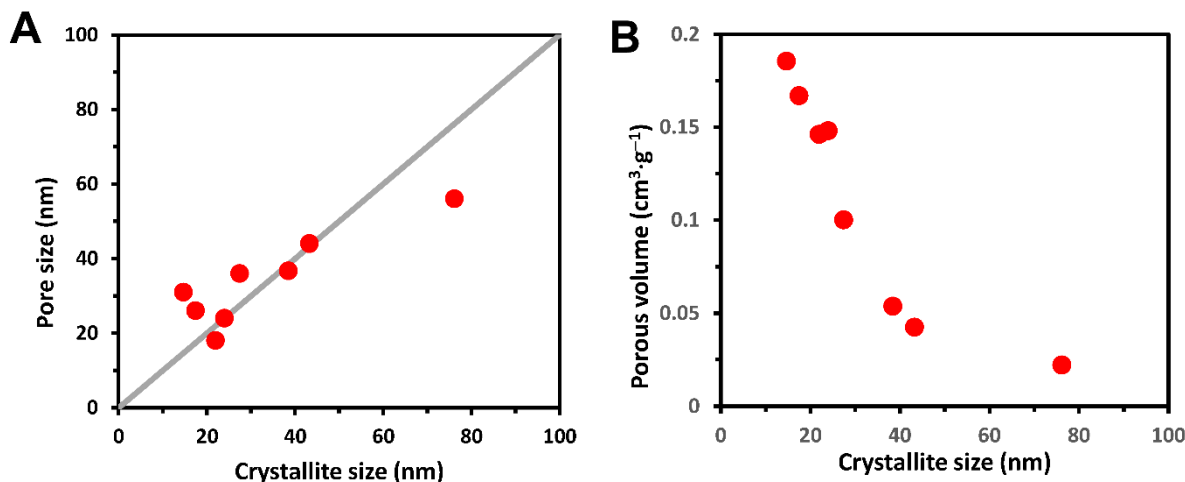 A
Pore size (nm)
100
80
60
40
20
0
0 20 40 60 80 100
Crystallite size (nm)
B
Porous volume (cm³·g⁻¹)
0.2
0.15
0.1
0.05
0
0 20 40 60 80 100
Crystallite size (nm)